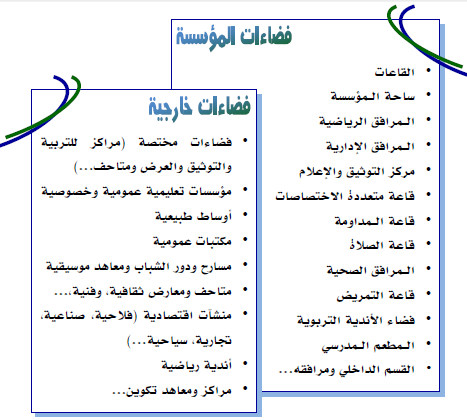 فضاءات المؤسسة
• القاعات
• ساحة المؤسسة
• المرافق الرياضية
• المرافق الإدارية
• مركز التوثيق والإعلام
• قاعة متعددة الاختصاصات
• قاعة المداومة
• قاعة الصلاة
• المرافق الصحية
• قاعة التمريض
• فضاء الأندية التربوية
• المطعم المدرسي
• القسم الداخلي ومرافقه...
فضاءات خارجية
• فضاءات مختصة (مراكز للتربية
والتوثيق والعرض ومتاحف...)
• مؤسسات تعليمية عمومية وخصوصية
• أوساط طبيعية
• مكتبات عمومية
• مسارح ودور الشباب ومعاهد موسيقية
• متاحف ومعارض ثقافية، وفنية،...
• منشآت اقتصادية (فلاحية، صناعية،
تجارية، سياحية...)
• أندية رياضية
• مراكز ومعاهد تكوين...